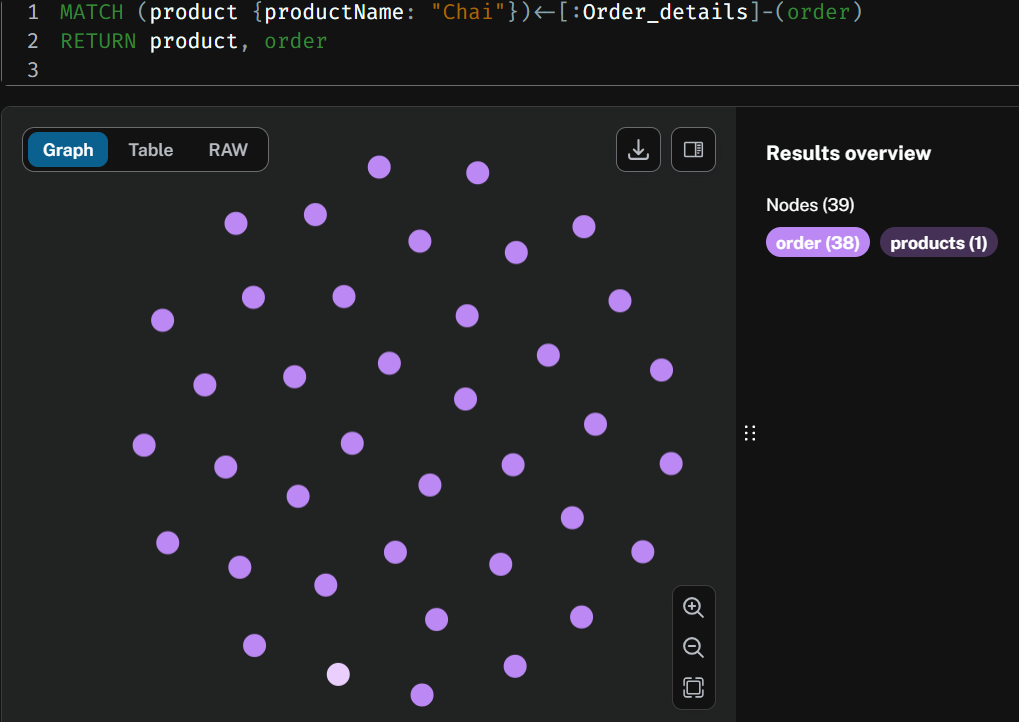 1 MATCH (product {productName: "Chai"})<-[:Order_details]-(order)
2 RETURN product, order
3
Graph Table RAW
Results overview
Nodes (39)
order (38) products (1)